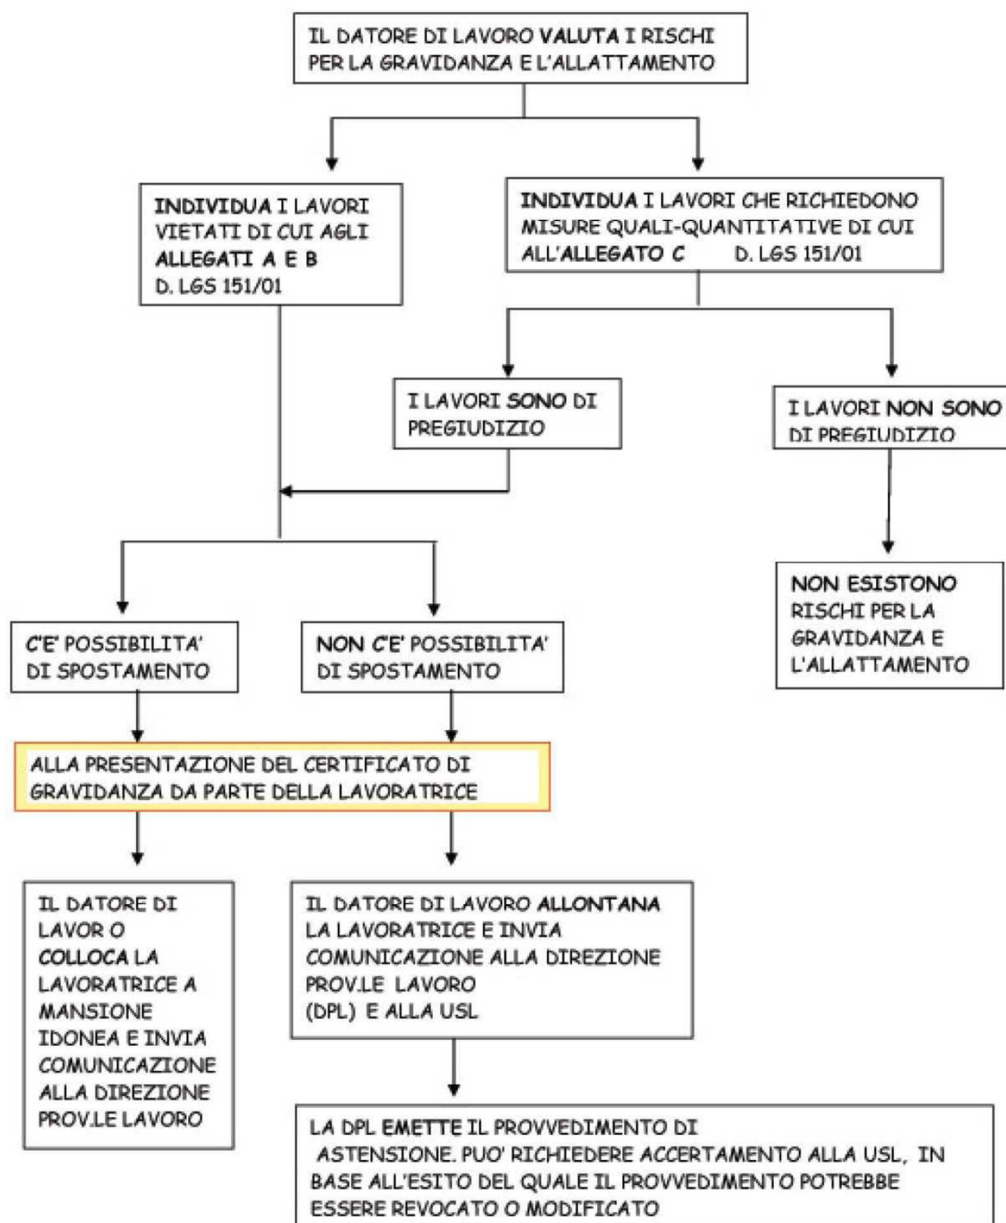 IL DATORE DI LAVORO VALUTA I RISCHI
PER LA GRAVIDANZA E L'ALLATTAMENTO
INDIVIDUA I LAVORI
VIETATI DI CUI AGLI
ALLEGATI A E B
D. LGS 151/01
INDIVIDUA I LAVORI CHE RICHIEDONO
MISURE QUALI-QUANTITATIVE DI CUI
ALL'ALLEGATO C D. LGS 151/01
I LAVORI SONO DI
PREGIUDIZIO
I LAVORI NON SONO
DI PREGIUDIZIO
NON ESISTONO
RISCHI PER LA
GRAVIDANZA E
L'ALLATTAMENTO
C'E' POSSIBILITA'
DI SPOSTAMENTO
NON C'E' POSSIBILITA'
DI SPOSTAMENTO
ALLA PRESENTAZIONE DEL CERTIFICATO DI
GRAVIDANZA DA PARTE DELLA LAVORATRICE
IL DATORE DI
LAVOR O
COLLOCA LA
LAVORATRICE A
MANSIONE
IDONEA E INVIA
COMUNICAZIONE
ALLA DIREZIONE
PROV.LE LAVORO
IL DATORE DI LAVORO ALLONTANA
LA LAVORATRICE E INVIA
COMUNICAZIONE ALLA DIREZIONE
PROV.LE LAVORO
(DPL) E ALLA USL
LA DPL EMETTE IL PROVVEDIMENTO DI
ASTENSIONE. PUO' RICHIEDERE ACCERTAMENTO ALLA USL, IN
BASE ALL'ESITO DEL QUALE IL PROVVEDIMENTO POTREBBE
ESSERE REVOCATO O MODIFICATO